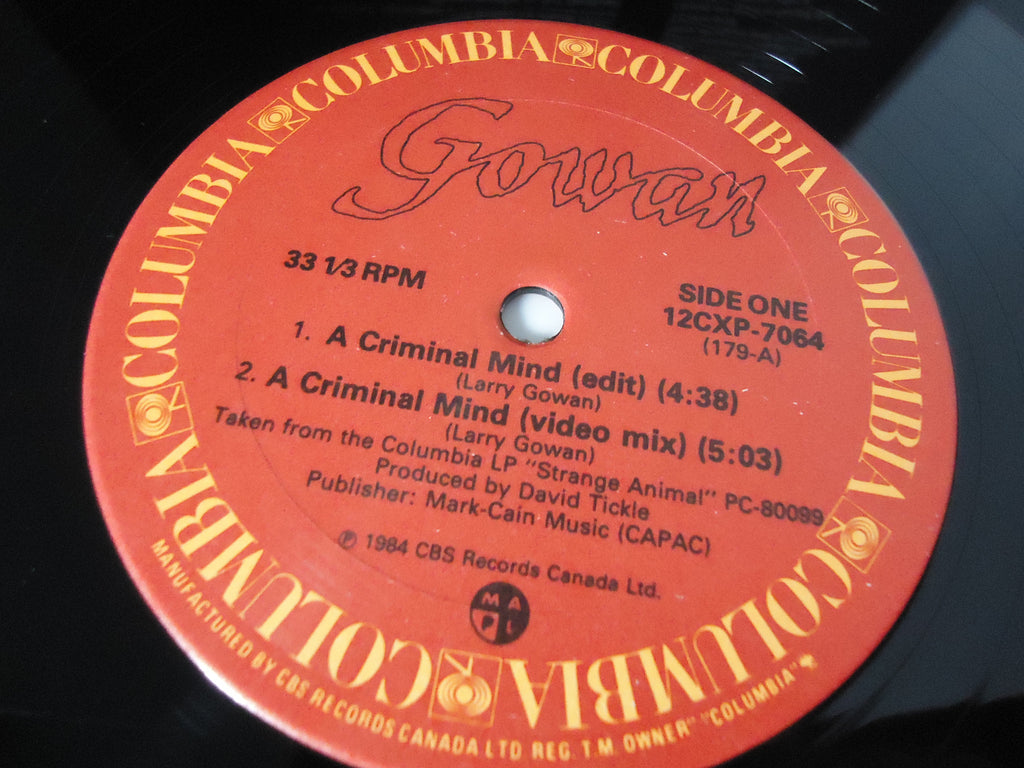 COLUMBIA COLUMBIA COLUMBIA COLUMBIA COLUMBIA COLUMBIA COLUMBIA COLUMBIA
Gowan
33 1/3 RPM
SIDE ONE
12CXP-7064
(179-A)
1. A Criminal Mind (edit) (4:38)
(Larry Gowan)
2. A Criminal Mind (video mix) (5:03)
(Larry Gowan)
Taken from the Columbia LP "Strange Animal" PC-80099
Produced by David Tickle
Publisher: Mark-Cain Music (CAPAC)
℗ 1984 CBS Records Canada Ltd.
M A
P L
MANUFACTURED BY CBS RECORDS CANADA LTD REG. T.M. OWNER "COLUMBIA"